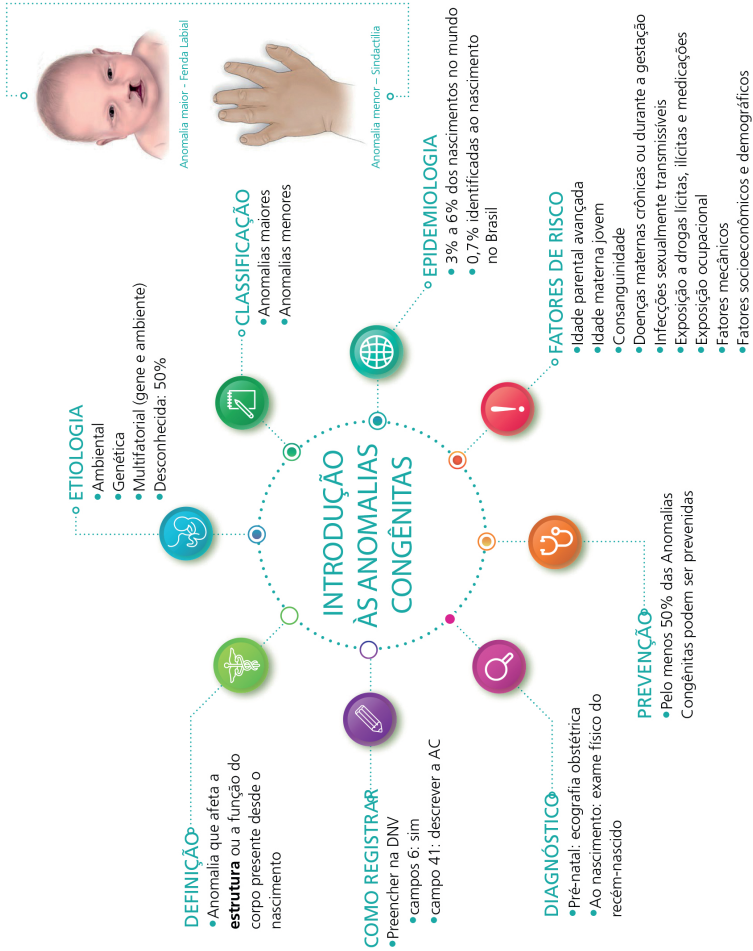 INTRODUÇÃO
ÀS ANOMALIAS
CONGÊNITAS
DEFINIÇÃO
• Anomalia que afeta a
estrutura ou a função do
corpo presente desde o
nascimento
ETIOLOGIA
• Ambiental
• Genética
• Multifatorial (gene e ambiente)
• Desconhecida: 50%
CLASSIFICAÇÃO
• Anomalias maiores
• Anomalias menores
Anomalia maior - Fenda Labial
Anomalia menor – Sindactilia
EPIDEMIOLOGIA
• 3% a 6% dos nascimentos no mundo
• 0,7% identificadas ao nascimento
no Brasil
FATORES DE RISCO
• Idade parental avançada
• Idade materna jovem
• Consanguinidade
• Doenças maternas crônicas ou durante a gestação
• Infecções sexualmente transmissíveis
• Exposição a drogas lícitas, ilícitas e medicações
• Exposição ocupacional
• Fatores mecânicos
• Fatores socioeconômicos e demográficos
PREVENÇÃO
• Pelo menos 50% das Anomalias
Congênitas podem ser prevenidas
DIAGNÓSTICO
• Pré-natal: ecografia obstétrica
• Ao nascimento: exame físico do
recém-nascido
COMO REGISTRAR
• Preencher na DNV
• campos 6: sim
• campo 41: descrever a AC